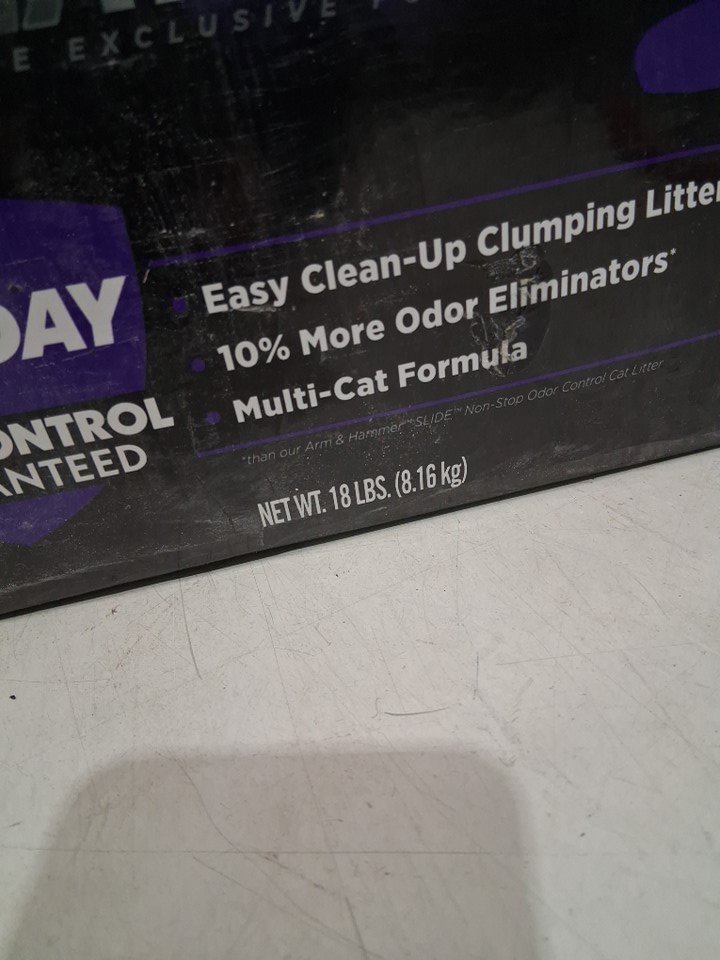 E EXCLUSIVE
DAY
ONTROL
ANTEED
Easy Clean-Up Clumping Litter
10% More Odor Eliminators*
Multi-Cat Formula
*than our Arm & Hammer™ SLIDE™ Non-Stop Odor Control Cat Litter
NET WT. 18 LBS. (8.16 kg)